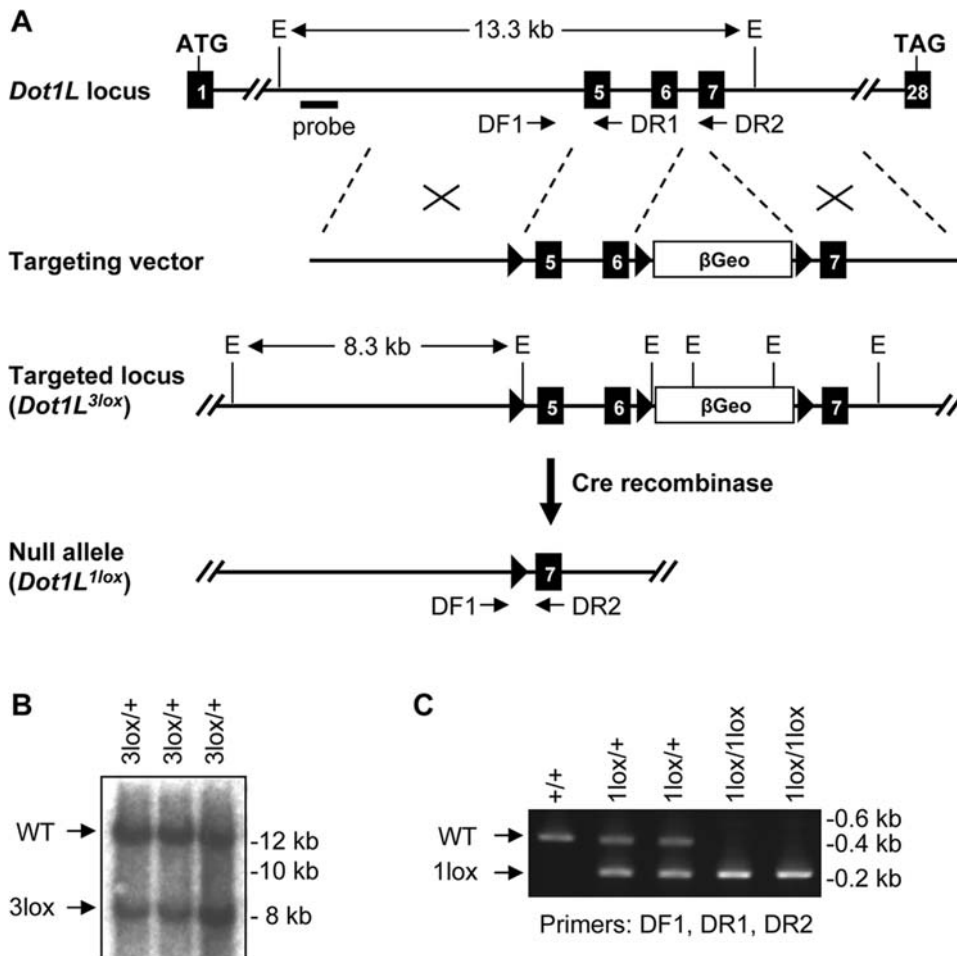 A
ATG
E
13.3 kb
E
TAG
Dot1L locus
1
5
6
7
28
probe
DF1
DR1
DR2
Targeting vector
5
6
βGeo
7
E
8.3 kb
E
E
E
E
E
Targeted locus
(Dot1L3lox)
5
6
βGeo
7
Cre recombinase
Null allele
(Dot1L1lox)
7
DF1
DR2
B
3lox/+
3lox/+
3lox/+
WT
-12 kb
-10 kb
3lox
- 8 kb
C
+/+
1lox/+
1lox/+
1lox/1lox
1lox/1lox
WT
-0.6 kb
-0.4 kb
1lox
-0.2 kb
Primers: DF1, DR1, DR2